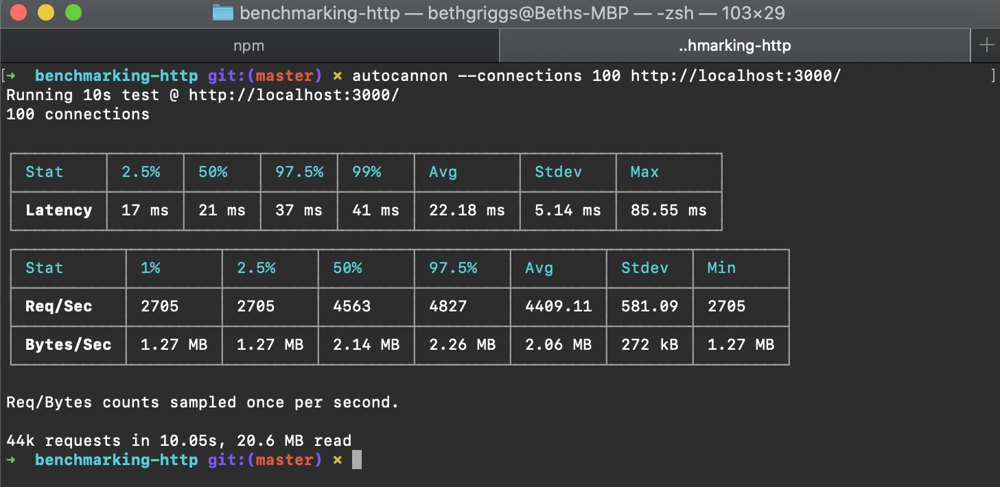 benchmarking-http — bethgriggs@Beths-MBP — -zsh — 103×29
npm ..hmarking-http +
[➜ benchmarking-http git:(master) ✗ autocannon --connections 100 http://localhost:3000/ ]
Running 10s test @ http://localhost:3000/
100 connections
Stat 2.5% 50% 97.5% 99% Avg Stdev Max
Latency 17 ms 21 ms 37 ms 41 ms 22.18 ms 5.14 ms 85.55 ms
Stat 1% 2.5% 50% 97.5% Avg Stdev Min
Req/Sec 2705 2705 4563 4827 4409.11 581.09 2705
Bytes/Sec 1.27 MB 1.27 MB 2.14 MB 2.26 MB 2.06 MB 272 kB 1.27 MB
Req/Bytes counts sampled once per second.
44k requests in 10.05s, 20.6 MB read
➜ benchmarking-http git:(master) ✗